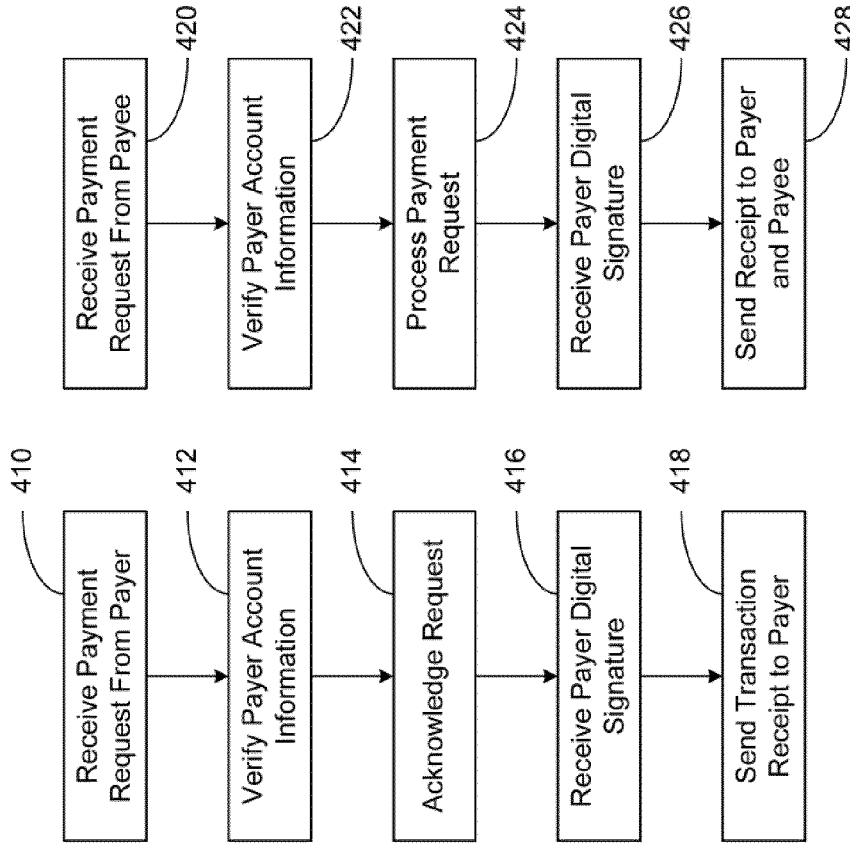 Receive Payment
Request From Payer
410
Verify Payer Account
Information
412
Acknowledge Request
414
Receive Payer Digital
Signature
416
Send Transaction
Receipt to Payer
418
Receive Payment
Request From Payee
420
Verify Payer Account
Information
422
Process Payment
Request
424
Receive Payer Digital
Signature
426
Send Receipt to Payer
and Payee
428